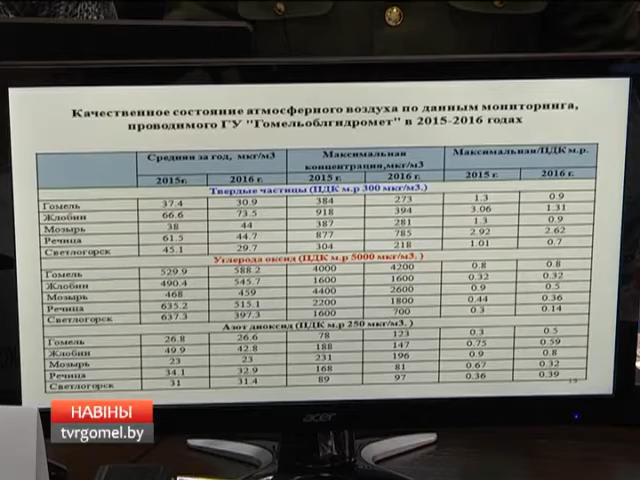 Качественное состояние атмосферного воздуха по данным мониторинга,
проводимого ГУ "Гомельоблгидромет" в 2015-2016 годах
Средняя за год, мкг/м3 Максимальная концентрация,мкг/м3 Максимальная/ПДК м.р.
2015г. 2016 г. 2015 г. 2016 г. 2015 г. 2016 г.
Твердые частицы (ПДК м.р 300 мкг/м3.)
Гомель 37.4 30.9 384 273 1.3 0.9
Жлобин 66.6 73.5 918 394 3.06 1.31
Мозырь 38 44 387 281 1.3 0.9
Речица 61.5 44.7 877 785 2.92 2.62
Светлогорск 45.1 29.7 304 218 1.01 0.7
Углерода оксид (ПДК м.р 5000 мкг/м3. )
Гомель 529.9 588.2 4000 4200 0.8 0.8
Жлобин 490.4 545.7 1600 1600 0.32 0.32
Мозырь 468 459 4400 2600 0.9 0.5
Речица 635.2 515.1 2200 1800 0.44 0.36
Светлогорск 637.3 397.3 1600 700 0.3 0.14
Азот диоксид (ПДК м.р 250 мкг/м3. )
Гомель 26.8 26.6 78 123 0.3 0.5
Жлобин 49.9 42.8 188 147 0.75 0.59
Мозырь 23 23 231 196 0.9 0.8
Речица 34.1 32.9 168 81 0.67 0.32
Светлогорск 31 31.4 89 97 0.36 0.39
acer
НАВІНЫ
tvrgomel.by